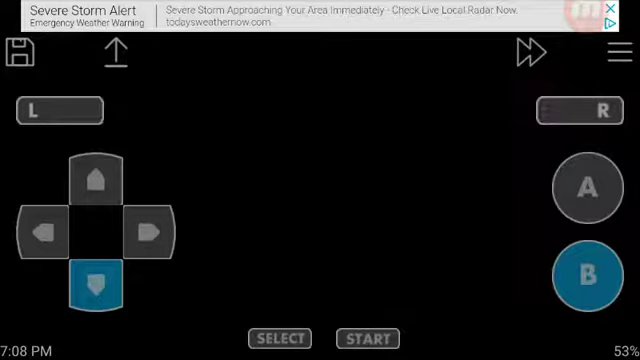 Severe Storm Alert
Emergency Weather Warning
Severe Storm Approaching Your Area Immediately - Check Live Local Radar Now.
todaysweathernow.com
L
R
A
B
SELECT
START
7:08 PM
53%